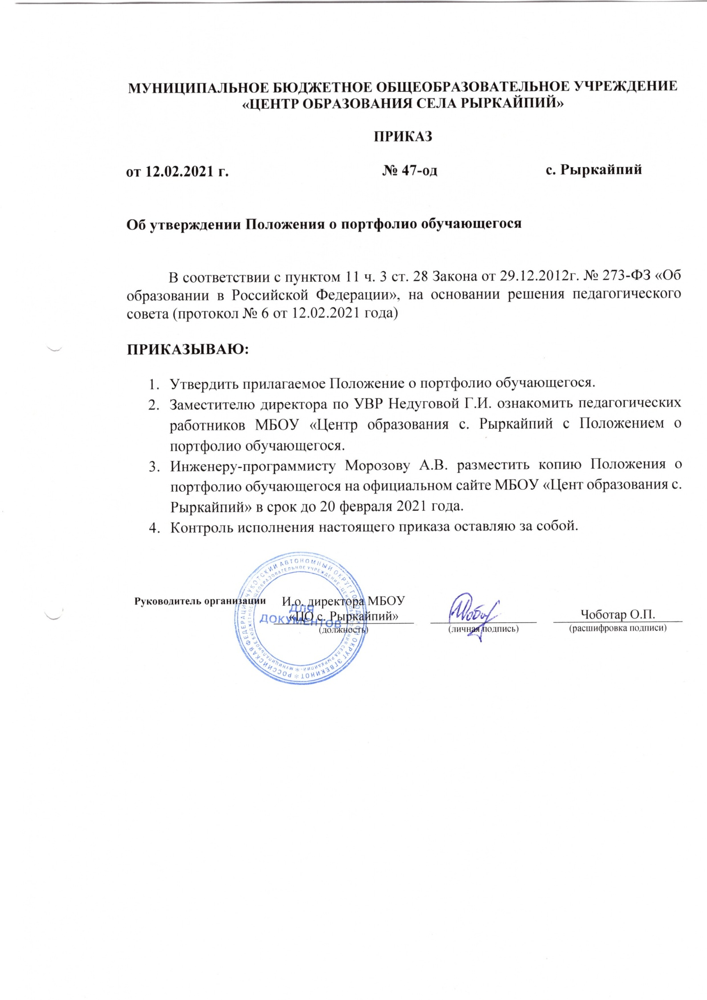 МУНИЦИПАЛЬНОЕ БЮДЖЕТНОЕ ОБЩЕОБРАЗОВАТЕЛЬНОЕ УЧРЕЖДЕНИЕ
«ЦЕНТР ОБРАЗОВАНИЯ СЕЛА РЫРКАЙПИЙ»
ПРИКАЗ
от 12.02.2021 г. № 47-од с. Рыркайпий
Об утверждении Положения о портфолио обучающегося
В соответствии с пунктом 11 ч. 3 ст. 28 Закона от 29.12.2012г. № 273-ФЗ «Об
образовании в Российской Федерации», на основании решения педагогического
совета (протокол № 6 от 12.02.2021 года)
ПРИКАЗЫВАЮ:
1. Утвердить прилагаемое Положение о портфолио обучающегося.
2. Заместителю директора по УВР Недуговой Г.И. ознакомить педагогических
работников МБОУ «Центр образования с. Рыркайпий с Положением о
портфолио обучающегося.
3. Инженеру-программисту Морозову А.В. разместить копию Положения о
портфолио обучающегося на официальном сайте МБОУ «Цент образования с.
Рыркайпий» в срок до 20 февраля 2021 года.
4. Контроль исполнения настоящего приказа оставляю за собой.
Руководитель организации И.о. директора МБОУ
«ЦО с. Рыркайпий» Чоботар О.П.
(должность) (личная подпись) (расшифровка подписи)
РОССИЙСКАЯ ФЕДЕРАЦИЯ ЧУКОТСКИЙ АВТОНОМНЫЙ ОКРУГ ГОРОДСКОЙ ОКРУГ ЭГВЕКИНОТ
МУНИЦИПАЛЬНОЕ БЮДЖЕТНОЕ ОБЩЕОБРАЗОВАТЕЛЬНОЕ УЧРЕЖДЕНИЕ ЦЕНТР ОБРАЗОВАНИЯ СЕЛА РЫРКАЙПИЙ
ДЛЯ
ДОКУМЕНТОВ